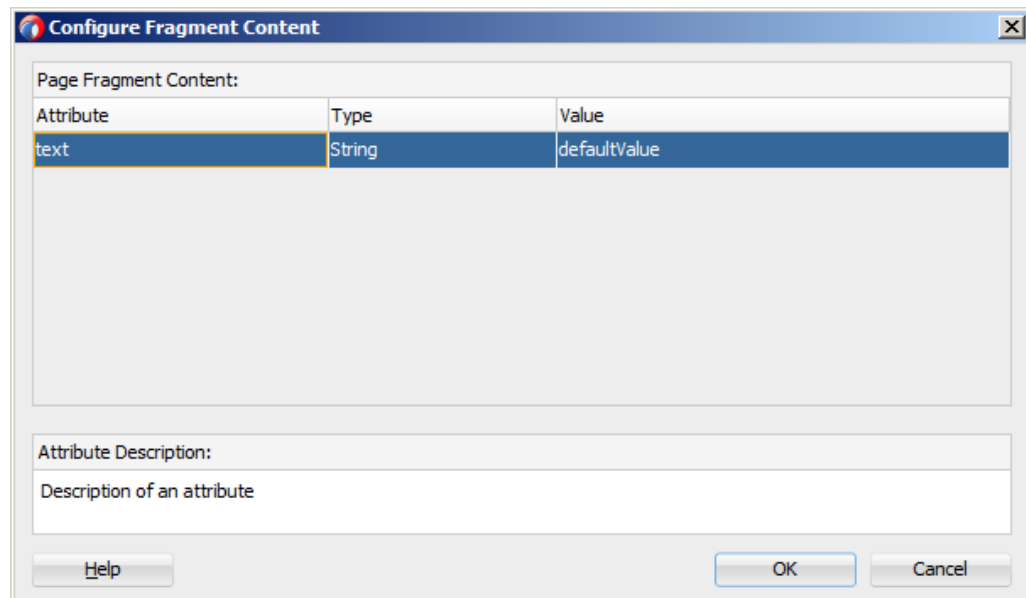 Configure Fragment Content
Page Fragment Content:
Attribute Type Value
text String defaultValue
Attribute Description:
Description of an attribute
Help OK Cancel